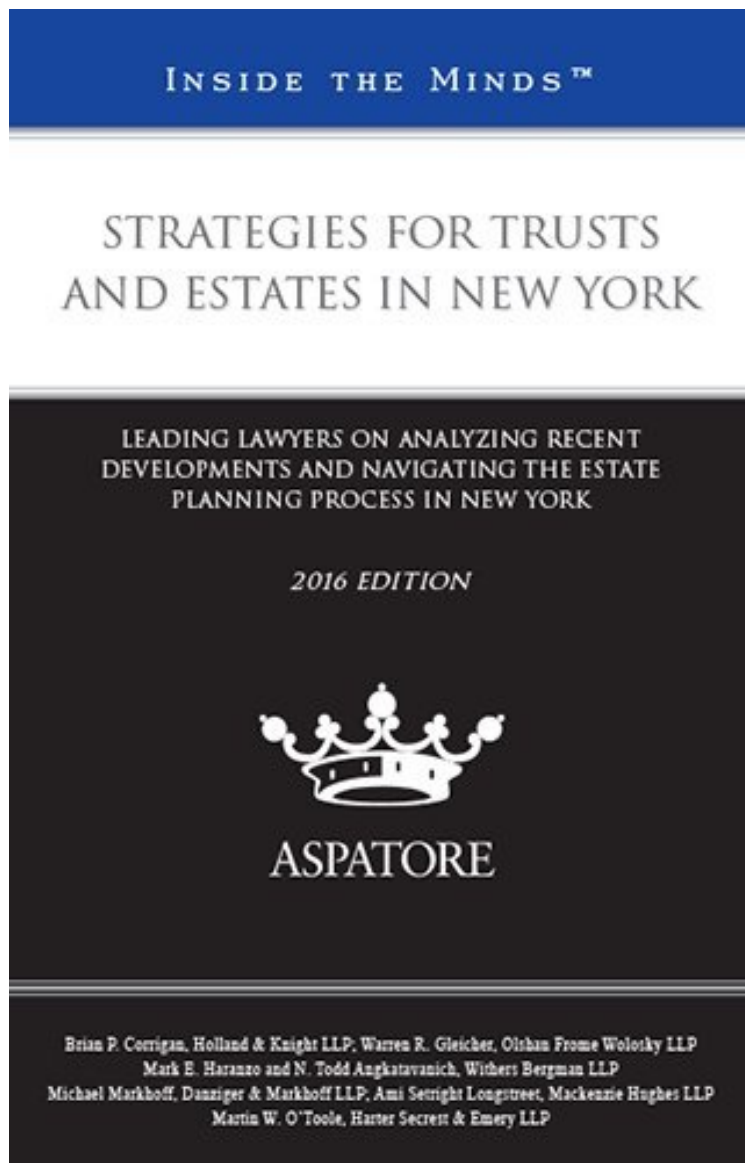 INSIDE THE MINDS™
STRATEGIES FOR TRUSTS
AND ESTATES IN NEW YORK
LEADING LAWYERS ON ANALYZING RECENT
DEVELOPMENTS AND NAVIGATING THE ESTATE
PLANNING PROCESS IN NEW YORK
2016 EDITION
ASPATORE
Brian P. Corrigan, Holland & Knight LLP; Warren R. Gleicher, Olshan Frome Wolosky LLP
Mark E. Haranzo and N. Todd Angkatavanich, Withers Bergman LLP
Michael Markhoff, Danziger & Markhoff LLP; Ami Setright Longstreet, Mackenzie Hughes LLP
Martin W. O'Toole, Harter Secrest & Emery LLP